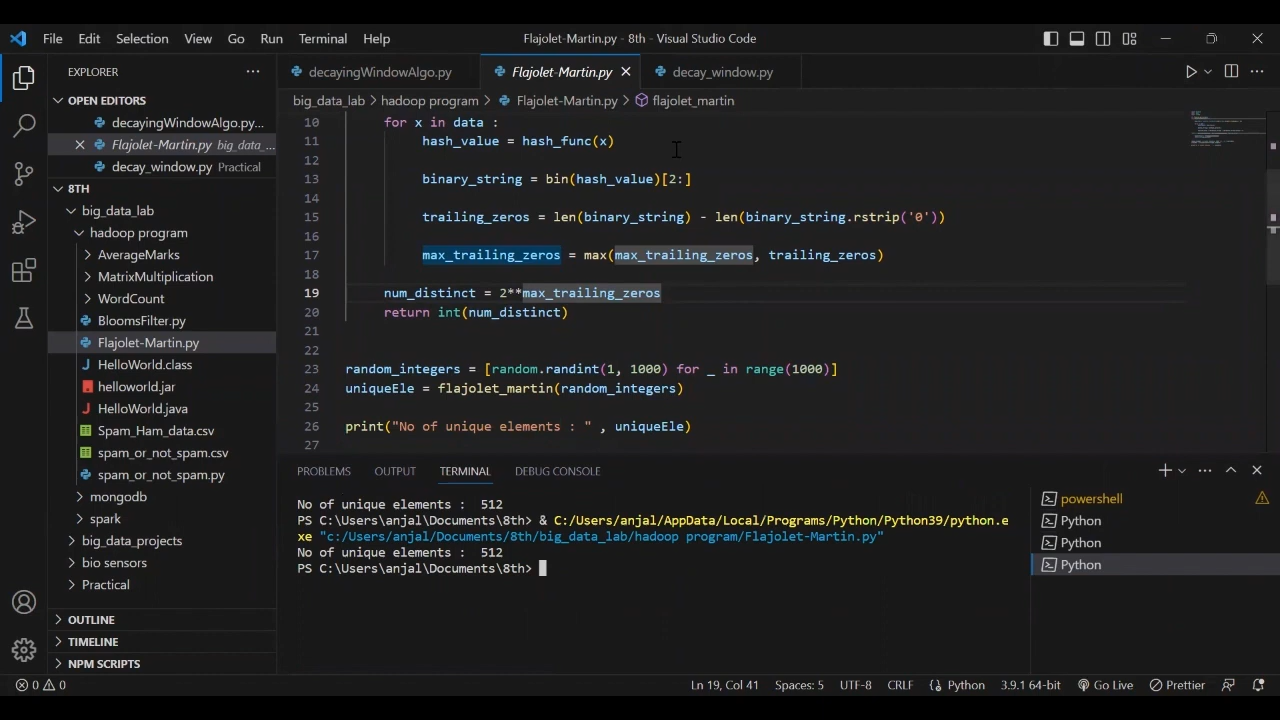 File Edit Selection View Go Run Terminal Help Flajolet-Martin.py - 8th - Visual Studio Code
EXPLORER
OPEN EDITORS
decayingWindowAlgo.py...
Flajolet-Martin.py big_data_...
decay_window.py Practical
8TH
big_data_lab
hadoop program
AverageMarks
MatrixMultiplication
WordCount
BloomsFilter.py
Flajolet-Martin.py
HelloWorld.class
helloworld.jar
HelloWorld.java
Spam_Ham_data.csv
spam_or_not_spam.csv
spam_or_not_spam.py
mongodb
spark
big_data_projects
bio sensors
Practical
OUTLINE
TIMELINE
NPM SCRIPTS
decayingWindowAlgo.py Flajolet-Martin.py decay_window.py
big_data_lab > hadoop program > Flajolet-Martin.py > flajolet_martin
10 for x in data :
11 hash_value = hash_func(x)
12
13 binary_string = bin(hash_value)[2:]
14
15 trailing_zeros = len(binary_string) - len(binary_string.rstrip('0'))
16
17 max_trailing_zeros = max(max_trailing_zeros, trailing_zeros)
18
19 num_distinct = 2**max_trailing_zeros
20 return int(num_distinct)
21
22
23 random_integers = [random.randint(1, 1000) for _ in range(1000)]
24 uniqueEle = flajolet_martin(random_integers)
25
26 print("No of unique elements : " , uniqueEle)
27
PROBLEMS OUTPUT TERMINAL DEBUG CONSOLE
No of unique elements : 512
PS C:\Users\anjal\Documents\8th> & C:/Users/anjal/AppData/Local/Programs/Python/Python39/python.e
xe "c:/Users/anjal/Documents/8th/big_data_lab/hadoop program/Flajolet-Martin.py"
No of unique elements : 512
PS C:\Users\anjal\Documents\8th>
powershell
Python
Python
Python
0 0 Ln 19, Col 41 Spaces: 5 UTF-8 CRLF Python 3.9.1 64-bit Go Live Prettier